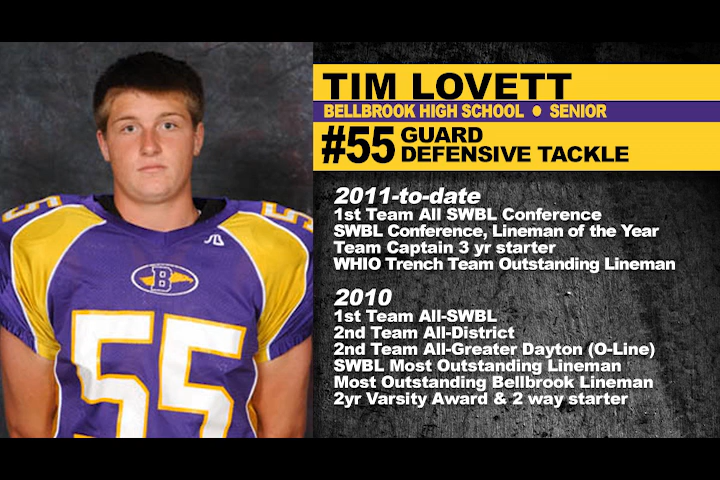 TIM LOVETT
BELLBROOK HIGH SCHOOL ● SENIOR
#55 GUARD
DEFENSIVE TACKLE
2011-to-date
1st Team All SWBL Conference
SWBL Conference, Lineman of the Year
Team Captain 3 yr starter
WHIO Trench Team Outstanding Lineman
2010
1st Team All-SWBL
2nd Team All-District
2nd Team All-Greater Dayton (O-Line)
SWBL Most Outstanding Lineman
Most Outstanding Bellbrook Lineman
2yr Varsity Award & 2 way starter
55
55
B
55